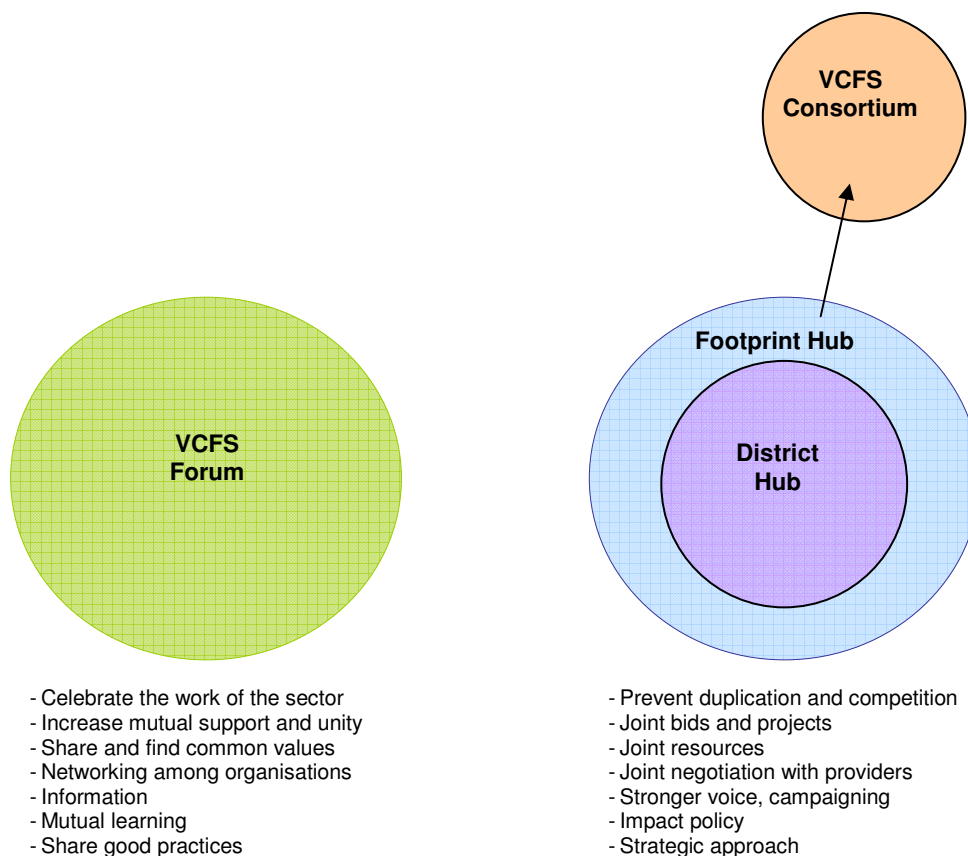 VCFS
Consortium
Footprint Hub
VCFS
Forum
District
Hub
- Celebrate the work of the sector
- Increase mutual support and unity
- Share and find common values
- Networking among organisations
- Information
- Mutual learning
- Share good practices
- Prevent duplication and competition
- Joint bids and projects
- Joint resources
- Joint negotiation with providers
- Stronger voice, campaigning
- Impact policy
- Strategic approach